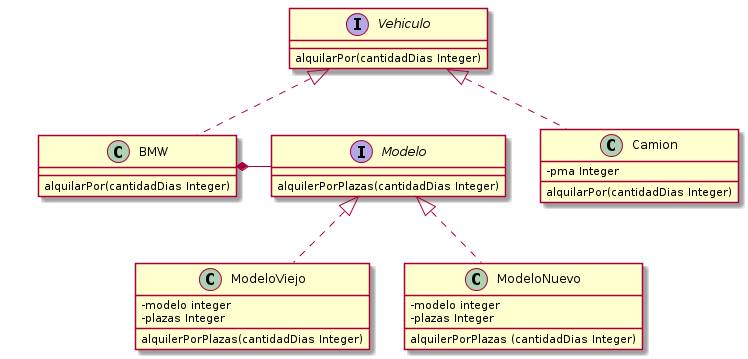 I Vehiculo
alquilarPor(cantidadDias Integer)
C BMW
alquilarPor(cantidadDias Integer)
I Modelo
alquilerPorPlazas(cantidadDias Integer)
C Camion
-pma Integer
alquilarPor(cantidadDias Integer)
C ModeloViejo
-modelo integer
-plazas Integer
alquilerPorPlazas(cantidadDias Integer)
C ModeloNuevo
-modelo integer
-plazas Integer
alquilerPorPlazas (cantidadDias Integer)